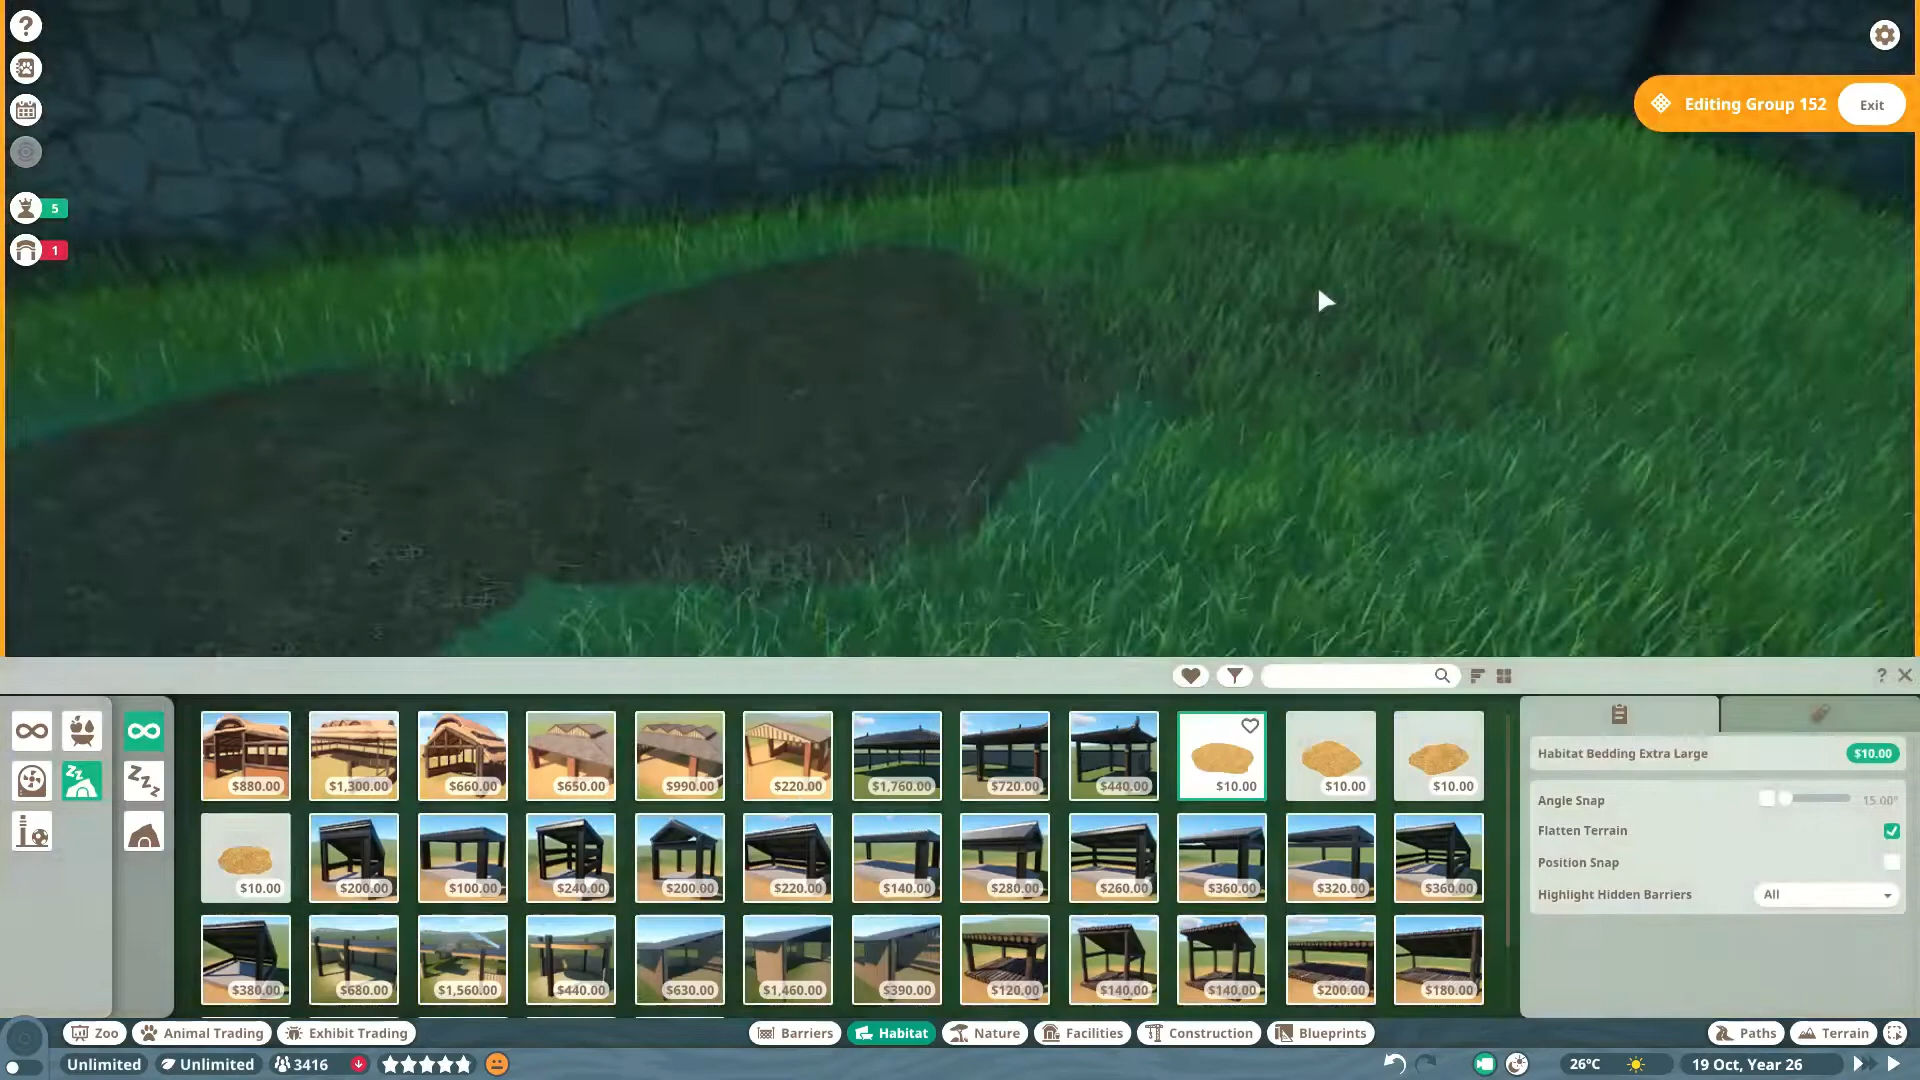 ?
Editing Group 152
Exit
5
1
?
$880.00
$1,300.00
$660.00
$650.00
$990.00
$220.00
$1,760.00
$720.00
$440.00
$10.00
$10.00
$10.00
$10.00
$200.00
$100.00
$240.00
$200.00
$220.00
$140.00
$280.00
$260.00
$360.00
$320.00
$360.00
$380.00
$680.00
$1,560.00
$440.00
$630.00
$1,460.00
$390.00
$120.00
$140.00
$140.00
$200.00
$180.00
Habitat Bedding Extra Large
$10.00
Angle Snap
15.00°
Flatten Terrain
Position Snap
Highlight Hidden Barriers
All
Zoo
Animal Trading
Exhibit Trading
Barriers
Habitat
Nature
Facilities
Construction
Blueprints
Paths
Terrain
Unlimited
Unlimited
3416
26°C
19 Oct, Year 26